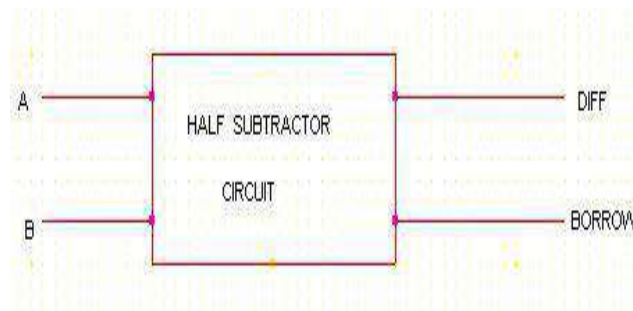 A
DIFF
HALF SUBTRACTOR
CIRCUIT
B
BORROW